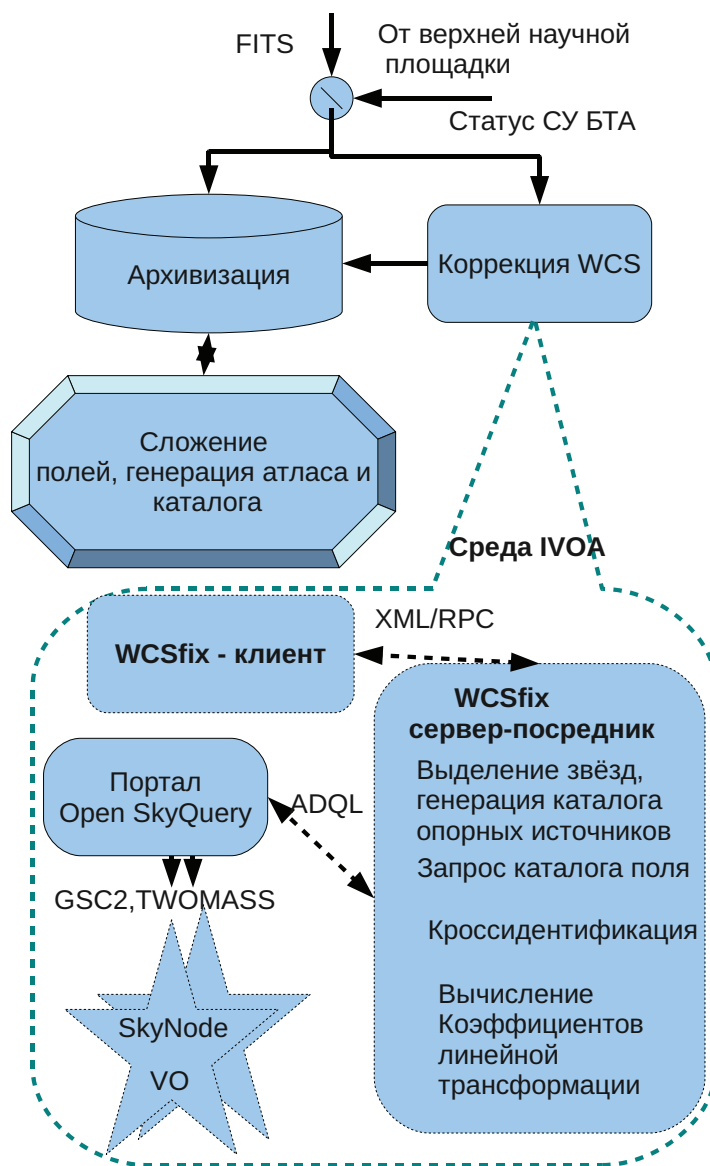 FITS
От верхней научной
площадки
Статус СУ БТА
Архивизация
Коррекция WCS
Сложение
полей, генерация атласа и
каталога
Среда IVOA
XML/RPC
WCSfix - клиент
WCSfix
сервер-посредник
Выделение звёзд,
генерация каталога
опорных источников
Запрос каталога поля
Кроссидентификация
Вычисление
Коэффициентов
линейной
трансформации
Портал
Open SkyQuery
ADQL
GSC2,TWOMASS
SkyNode
VO